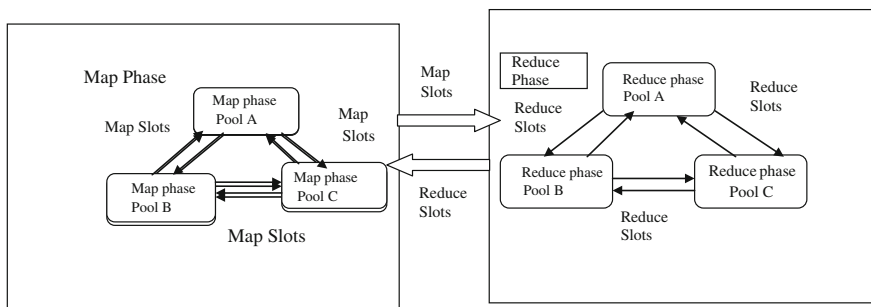 Map Phase
Map phase
Pool A
Map Slots
Map
Slots
Map phase
Pool B
Map phase
Pool C
Map Slots
Map
Slots
Reduce
Slots
Reduce
Phase
Reduce phase
Pool A
Reduce
Slots
Reduce
Slots
Reduce phase
Pool B
Reduce phase
Pool C
Reduce
Slots